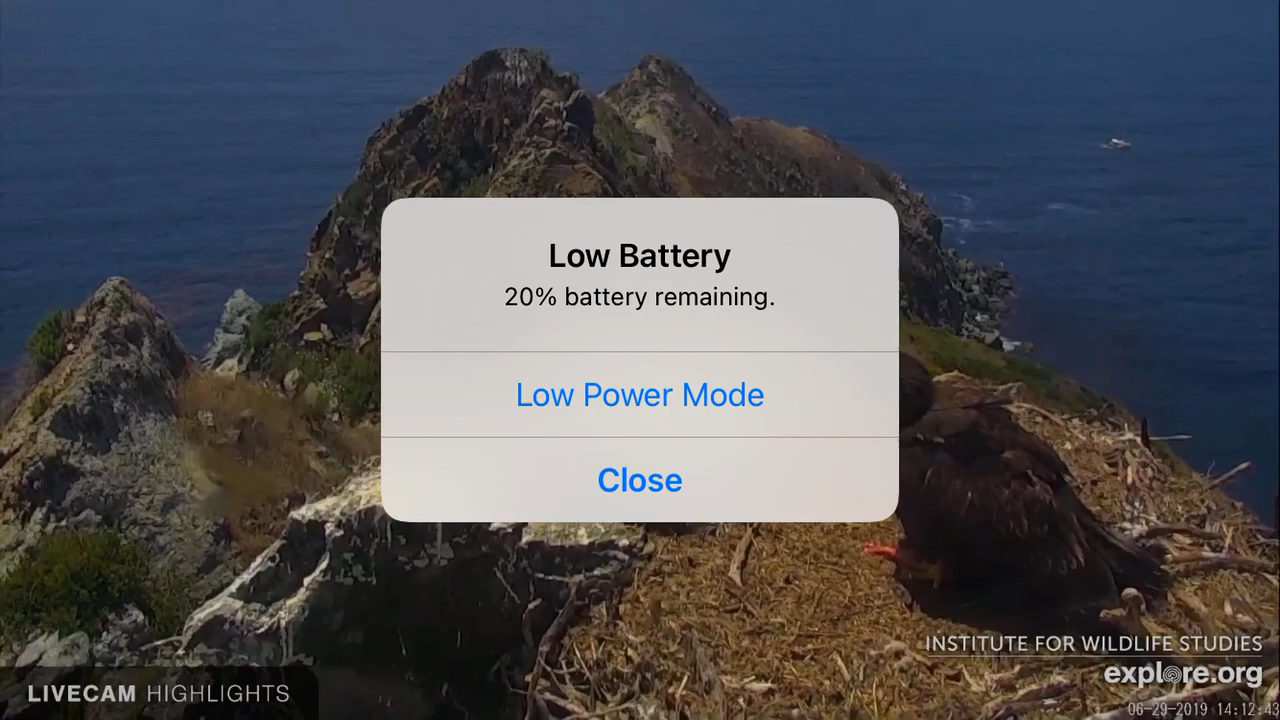 Low Battery
20% battery remaining.
Low Power Mode
Close
INSTITUTE FOR WILDLIFE STUDIES
explore.org
LIVECAM HIGHLIGHTS
06-29-2019 14:12:43